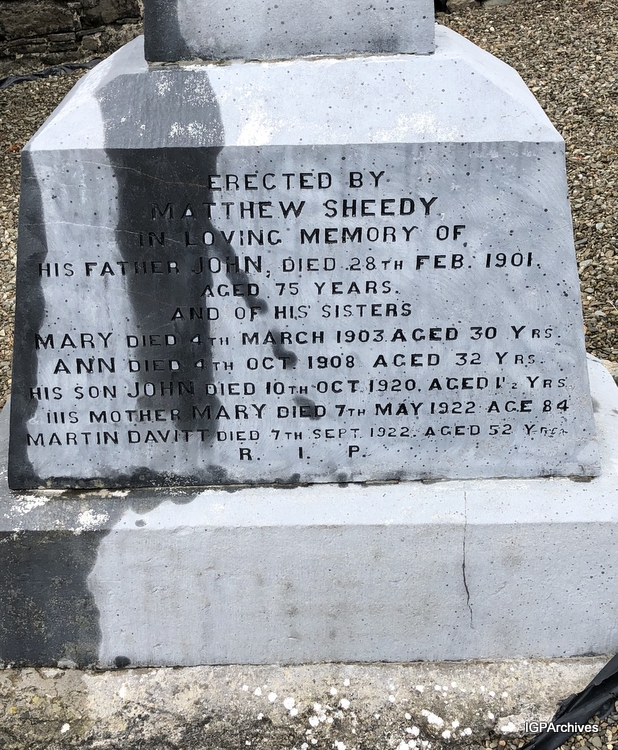 ERECTED BY
MATTHEW SHEEDY
IN LOVING MEMORY OF
HIS FATHER JOHN, DIED 28TH FEB. 1901.
AGED 75 YEARS.
AND OF HIS SISTERS
MARY DIED 4TH MARCH 1903. AGED 30 YRS.
ANN DIED 4TH OCT. 1908 AGED 32 YRS.
HIS SON JOHN DIED 10TH OCT. 1920. AGED 1½ YRS.
HIS MOTHER MARY DIED 7TH MAY 1922 AGE 84
MARTIN DAVITT DIED 7TH SEPT. 1922. AGED 52 YRS.
R. I. P.
IGPArchives